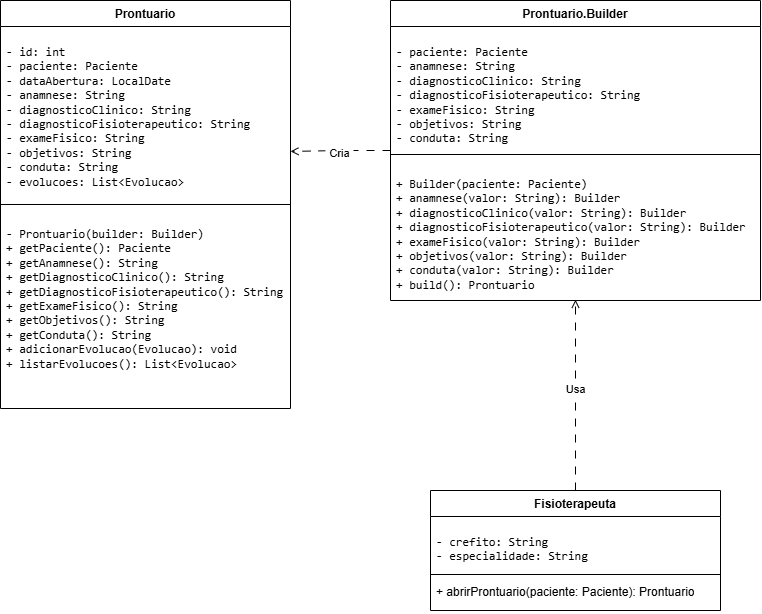 Prontuario
- id: int
- paciente: Paciente
- dataAbertura: LocalDate
- anamnese: String
- diagnosticoClinico: String
- diagnosticoFisioterapeutico: String
- exameFisico: String
- objetivos: String
- conduta: String
- evolucoes: List<Evolucao>
- Prontuario(builder: Builder)
+ getPaciente(): Paciente
+ getAnamnese(): String
+ getDiagnosticoClinico(): String
+ getDiagnosticoFisioterapeutico(): String
+ getExameFisico(): String
+ getObjetivos(): String
+ getConduta(): String
+ adicionarEvolucao(Evolucao): void
+ listarEvolucoes(): List<Evolucao>
Cria
Prontuario.Builder
- paciente: Paciente
- anamnese: String
- diagnosticoClinico: String
- diagnosticoFisioterapeutico: String
- exameFisico: String
- objetivos: String
- conduta: String
+ Builder(paciente: Paciente)
+ anamnese(valor: String): Builder
+ diagnosticoClinico(valor: String): Builder
+ diagnosticoFisioterapeutico(valor: String): Builder
+ exameFisico(valor: String): Builder
+ objetivos(valor: String): Builder
+ conduta(valor: String): Builder
+ build(): Prontuario
Usa
Fisioterapeuta
- crefito: String
- especialidade: String
+ abrirProntuario(paciente: Paciente): Prontuario